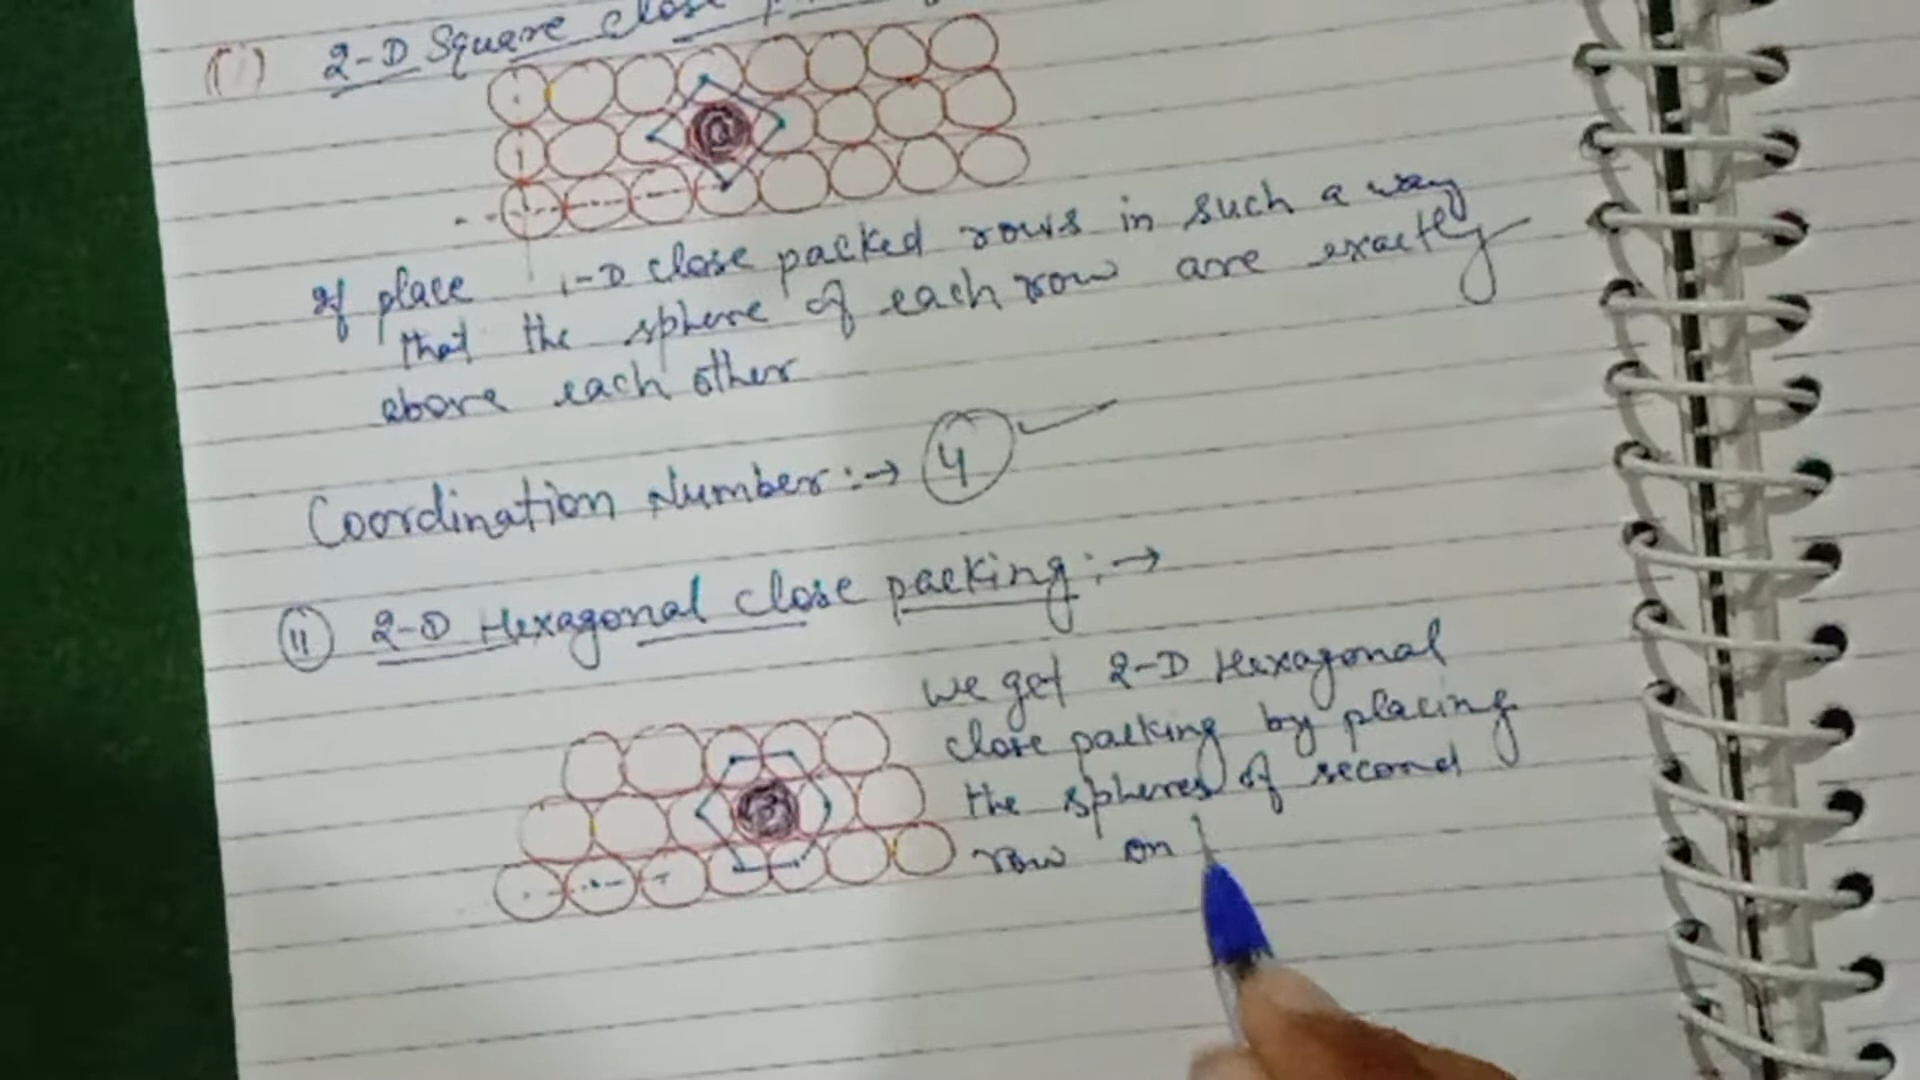 (i) 2-D Square close
If place 1-D close packed rows in such a way
that the sphere of each row are exactly
above each other
Coordination Number :→ 4
(ii) 2-D Hexagonal close packing :→
we get 2-D Hexagonal
close packing by placing
the spheres of second
row on